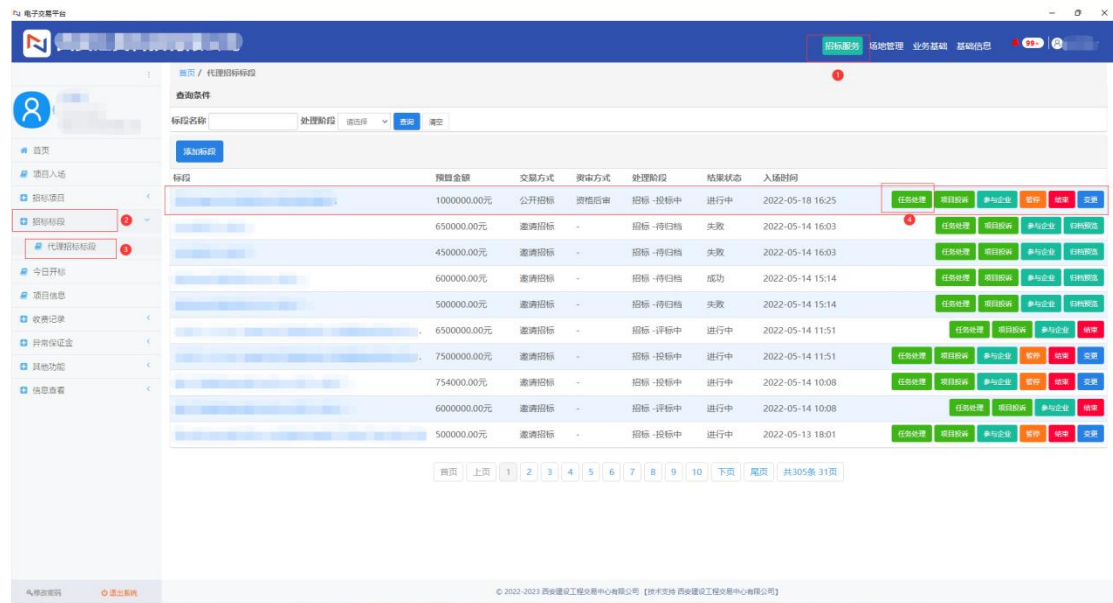 电子交易平台
招标服务 场地管理 业务基础 基础信息 99+
1
首页 / 代理招标标段
查询条件
标段名称 处理阶段 请选择 查询 清空
首页
添加标段
项目入场
标段 预算金额 交易方式 资审方式 处理阶段 结果状态 入场时间
招标项目
1000000.00元 公开招标 资格后审 招标 -投标中 进行中 2022-05-18 16:25 任务处理 项目投诉 参与企业 暂停 结束 变更
招标标段 2
4
650000.00元 邀请招标 - 招标 -待归档 失败 2022-05-14 16:03 任务处理 项目投诉 参与企业 归档预览
代理招标标段 3
450000.00元 邀请招标 - 招标 -待归档 失败 2022-05-14 16:03 任务处理 项目投诉 参与企业 归档预览
今日开标
600000.00元 邀请招标 - 招标 -待归档 成功 2022-05-14 15:14 任务处理 项目投诉 参与企业 归档预览
项目信息
500000.00元 邀请招标 - 招标 -待归档 失败 2022-05-14 15:14 任务处理 项目投诉 参与企业 归档预览
收费记录
6500000.00元 邀请招标 - 招标 -评标中 进行中 2022-05-14 11:51 任务处理 项目投诉 参与企业 结束
异常保证金
7500000.00元 邀请招标 - 招标 -投标中 进行中 2022-05-14 11:51 任务处理 项目投诉 参与企业 暂停 结束 变更
其他功能
754000.00元 邀请招标 - 招标 -投标中 进行中 2022-05-14 10:08 任务处理 项目投诉 参与企业 暂停 结束 变更
信息查看
6000000.00元 邀请招标 - 招标 -评标中 进行中 2022-05-14 10:08 任务处理 项目投诉 参与企业 结束
500000.00元 邀请招标 - 招标 -投标中 进行中 2022-05-13 18:01 任务处理 项目投诉 参与企业 暂停 结束 变更
首页 上页 1 2 3 4 5 6 7 8 9 10 下页 尾页 共305条 31页
修改密码 退出系统
© 2022-2023 西安建设工程交易中心有限公司 【技术支持 西安建设工程交易中心有限公司】